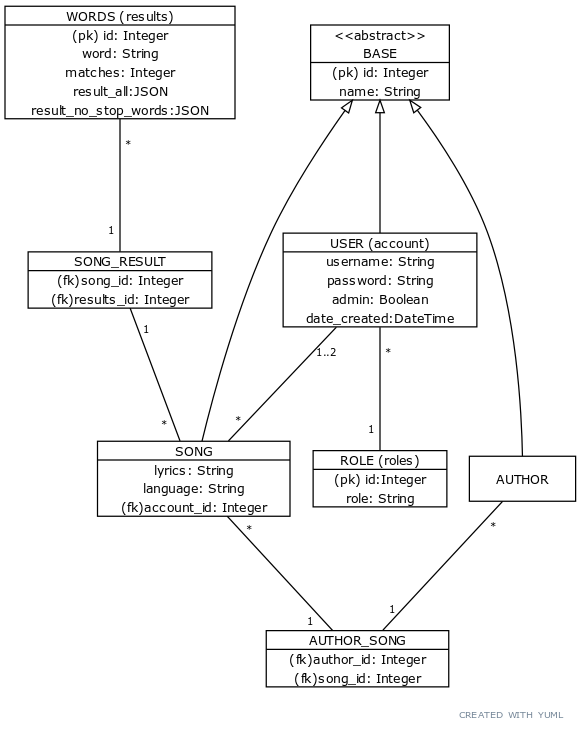 WORDS (results)
(pk) id: Integer
word: String
matches: Integer
result_all:JSON
result_no_stop_words:JSON
<<abstract>>
BASE
(pk) id: Integer
name: String
*
1
SONG_RESULT
(fk)song_id: Integer
(fk)results_id: Integer
USER (account)
username: String
password: String
admin: Boolean
date_created:DateTime
1
*
1..2
*
*
1
SONG
lyrics: String
language: String
(fk)account_id: Integer
ROLE (roles)
(pk) id:Integer
role: String
AUTHOR
*
1
*
1
AUTHOR_SONG
(fk)author_id: Integer
(fk)song_id: Integer
CREATED WITH YUML